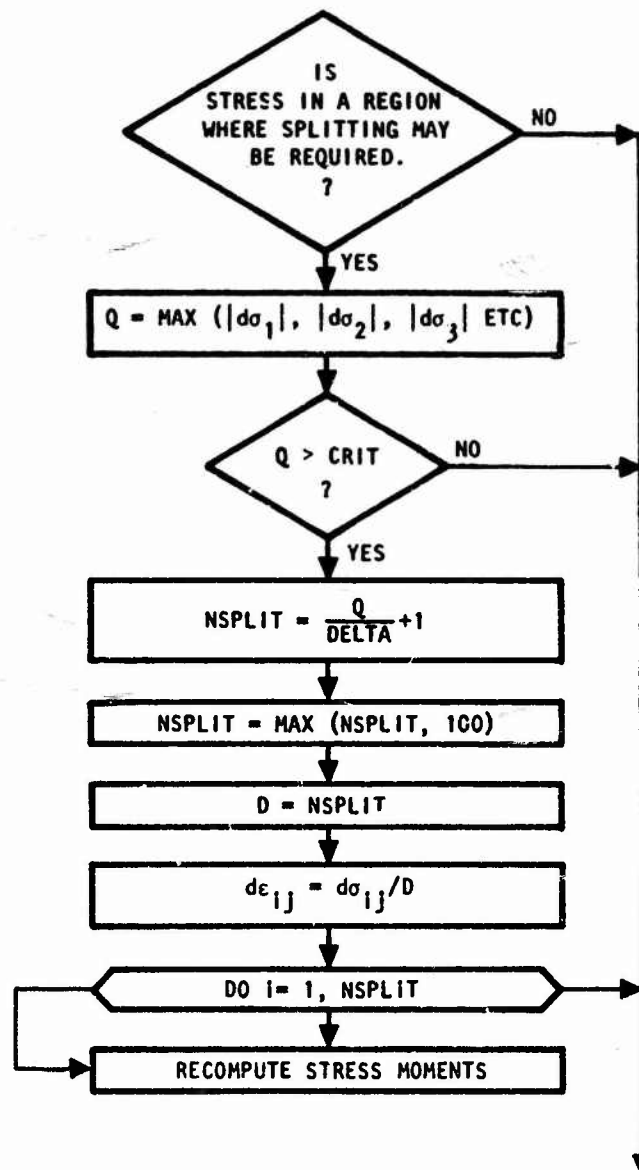 IS
STRESS IN A REGION
WHERE SPLITTING MAY
BE REQUIRED.
?
NO
YES
Q = MAX (|dσ₁|, |dσ₂|, |dσ₃| ETC)
Q > CRIT
?
NO
YES
NSPLIT = Q/DELTA +1
NSPLIT = MAX (NSPLIT, 100)
D = NSPLIT
dεᵢⱼ = dσᵢⱼ/D
DO i= 1, NSPLIT
RECOMPUTE STRESS MOMENTS